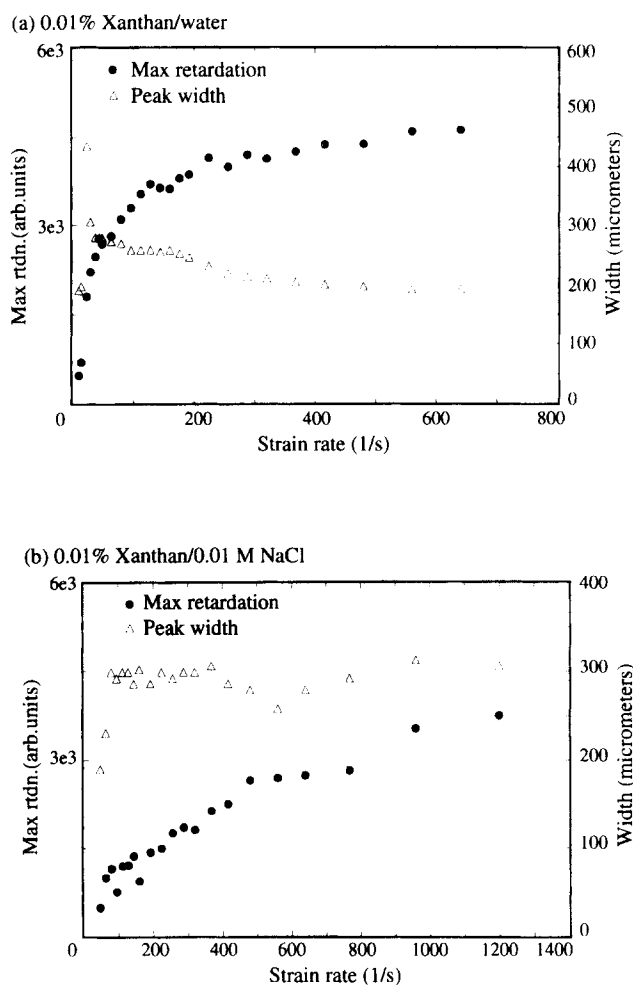 (a) 0.01% Xanthan/water
6e3
600
● Max retardation
△ Peak width
500
400
3e3
300
200
100
0
0
200
400
600
800
Max rtdn.(arb.units)
Width (micrometers)
Strain rate (1/s)
(b) 0.01% Xanthan/0.01 M NaCl
6e3
400
● Max retardation
△ Peak width
300
3e3
200
100
0
0
200
400
600
800
1000
1200
1400
Max rtdn.(arb.units)
Width (micrometers)
Strain rate (1/s)